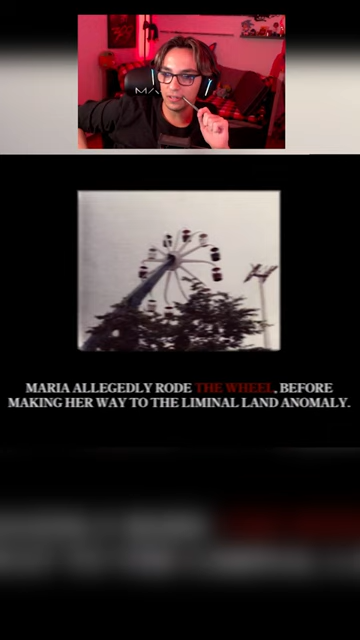 MARIA ALLEGEDLY RODE THE WHEEL, BEFORE
MAKING HER WAY TO THE LIMINAL LAND ANOMALY.